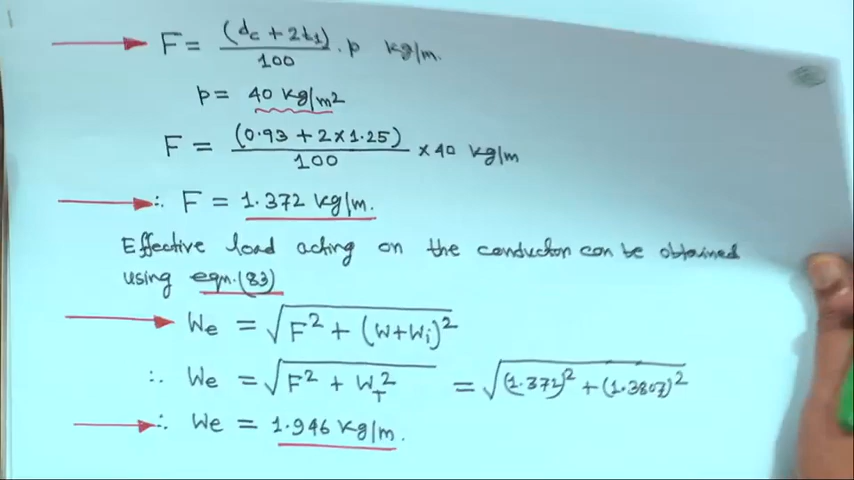 F = (dc + 2t1)/100 . p kg/m.
p = 40 kg/m2
F = (0.93 + 2×1.25)/100 × 40 kg/m
∴ F = 1.372 kg/m.
Effective load acting on the conductor can be obtained
using eqn.(83)
We = √(F² + (W+Wi)²)
∴ We = √(F² + WT²) = √((1.372)² + (1.3807)²)
∴ We = 1.946 kg/m.